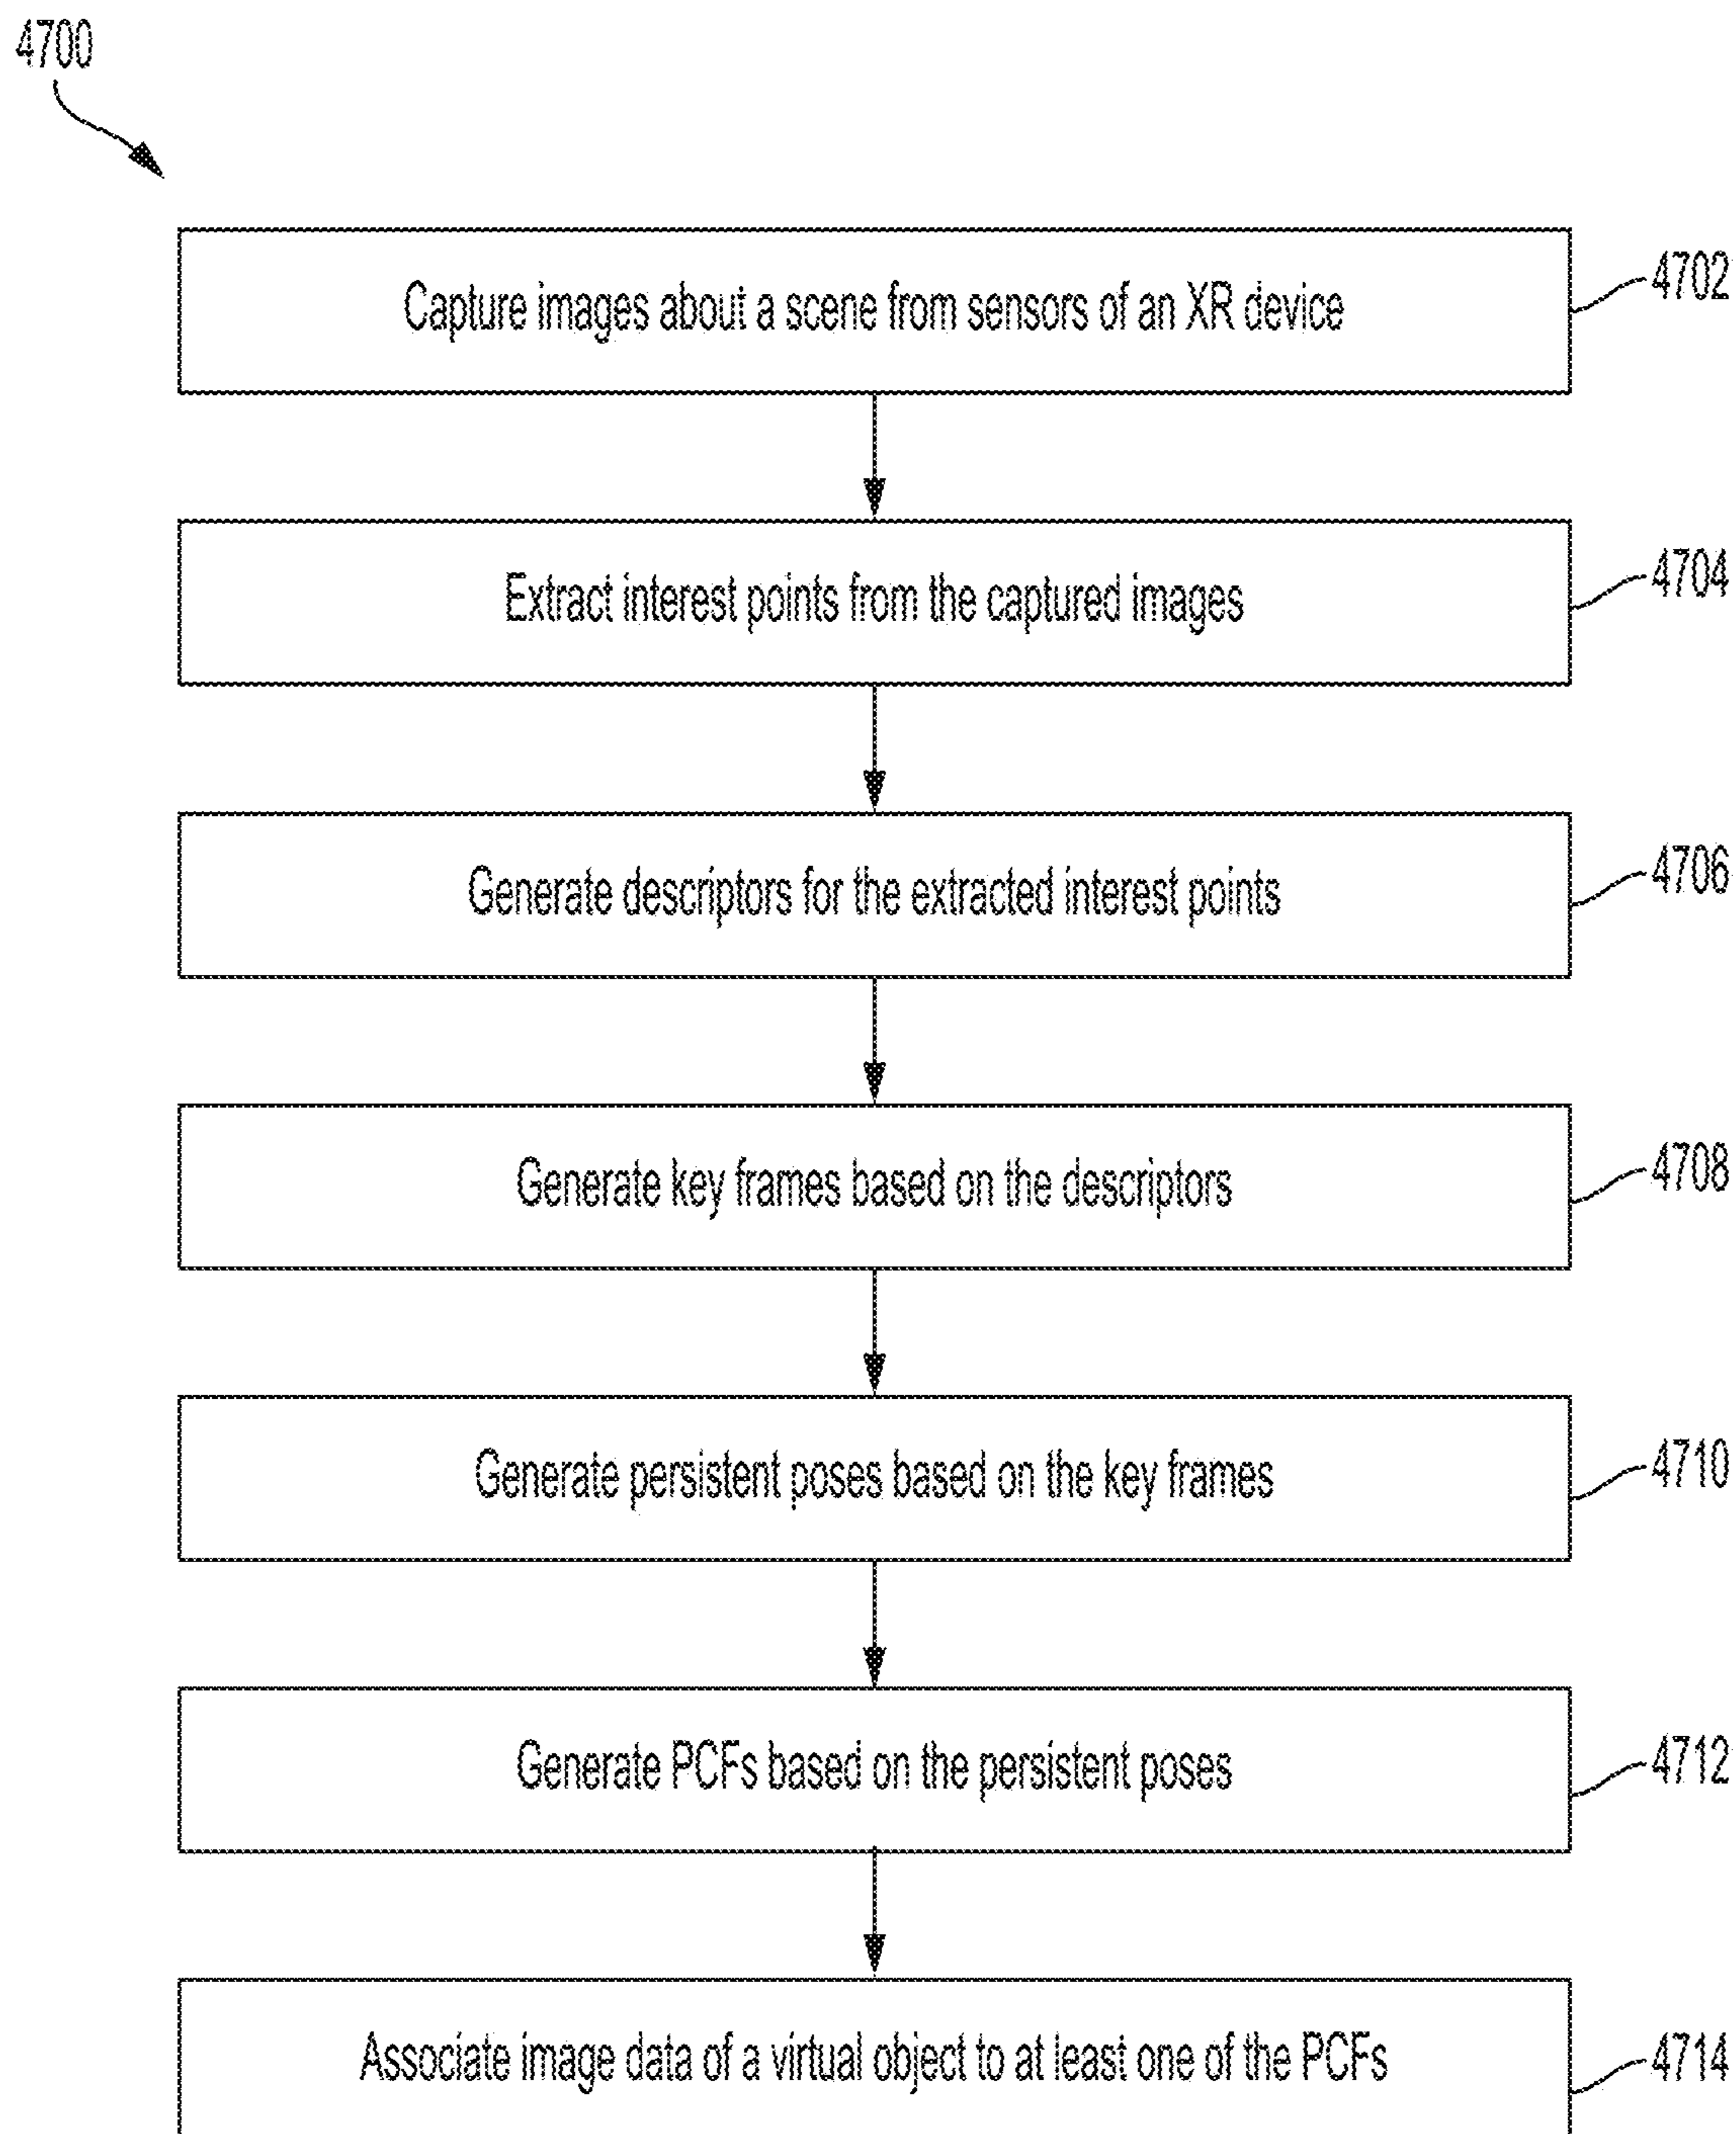 4700
Capture images about a scene from sensors of an XR device
4702
Extract interest points from the captured images
4704
Generate descriptors for the extracted interest points
4706
Generate key frames based on the descriptors
4708
Generate persistent poses based on the key frames
4710
Generate PCFs based on the persistent poses
4712
Associate image data of a virtual object to at least one of the PCFs
4714